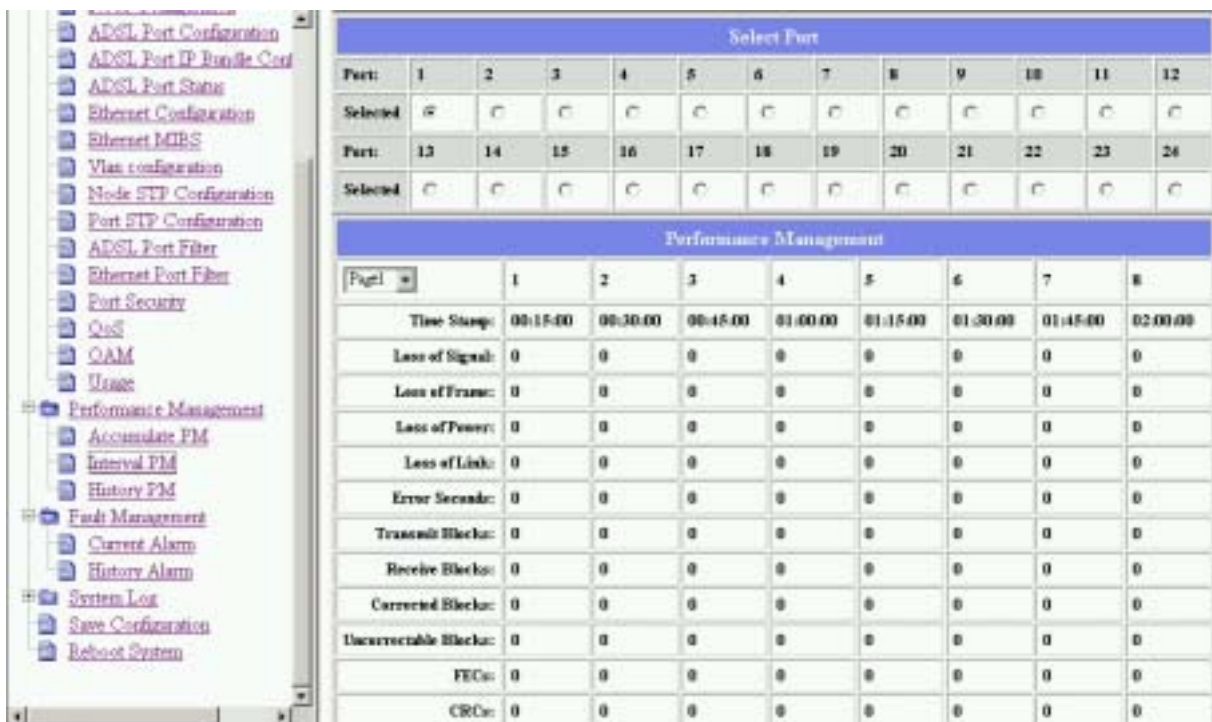 ADSL Port Configuration
ADSL Port IP Bundle Conf
ADSL Port Status
Ethernet Configuration
Ethernet MIBS
Vlan configuration
Node STP Configuration
Port STP Configuration
ADSL Port Filter
Ethernet Port Filter
Port Security
QoS
OAM
Usage
Performance Management
Accumulate PM
Interval PM
History PM
Fault Management
Current Alarm
History Alarm
System Log
Save Configuration
Reboot System
Select Port
Port: 1 2 3 4 5 6 7 8 9 10 11 12
Selected
Port: 13 14 15 16 17 18 19 20 21 22 23 24
Selected
Performance Management
Page1 1 2 3 4 5 6 7 8
Time Stamp: 00:15:00 00:30:00 00:45:00 01:00:00 01:15:00 01:30:00 01:45:00 02:00:00
Loss of Signal: 0 0 0 0 0 0 0 0
Loss of Frame: 0 0 0 0 0 0 0 0
Loss of Power: 0 0 0 0 0 0 0 0
Loss of Link: 0 0 0 0 0 0 0 0
Error Seconds: 0 0 0 0 0 0 0 0
Transmit Blocks: 0 0 0 0 0 0 0 0
Receive Blocks: 0 0 0 0 0 0 0 0
Corrected Blocks: 0 0 0 0 0 0 0 0
Uncorrectable Blocks: 0 0 0 0 0 0 0 0
FECs: 0 0 0 0 0 0 0 0
CRCs: 0 0 0 0 0 0 0 0